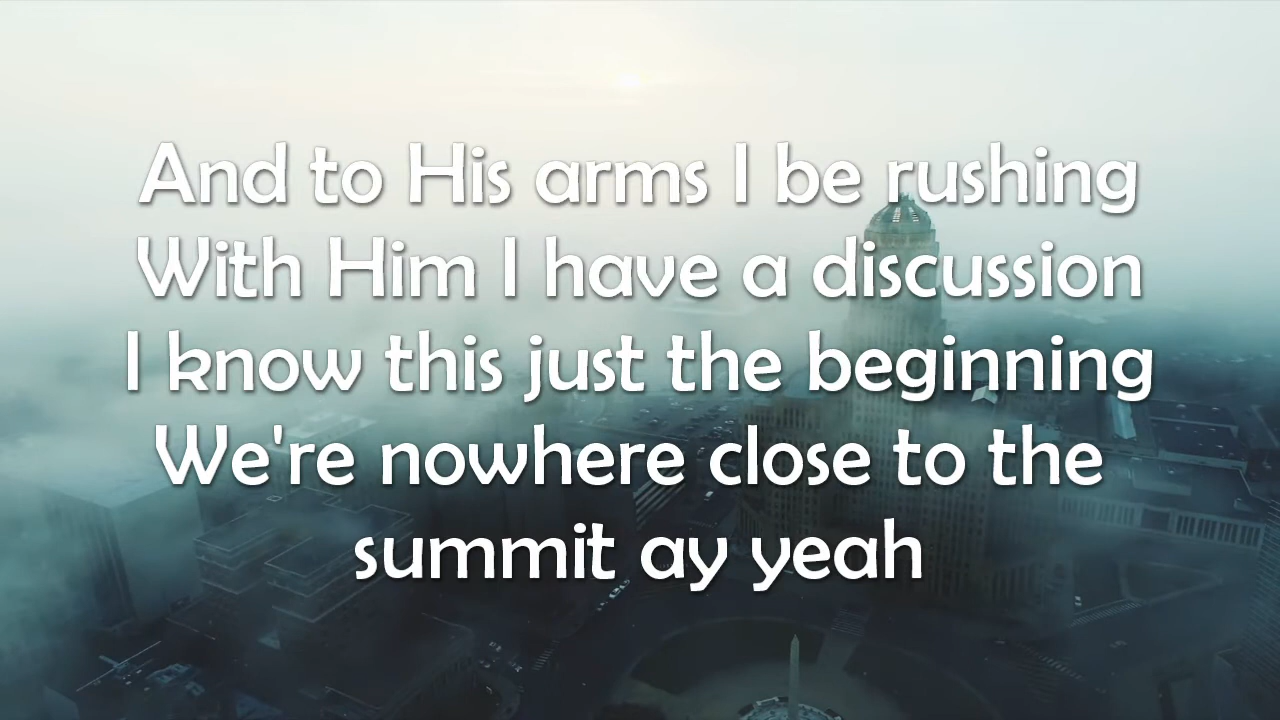 And to His arms I be rushing
With Him I have a discussion
I know this just the beginning
We're nowhere close to the
summit ay yeah